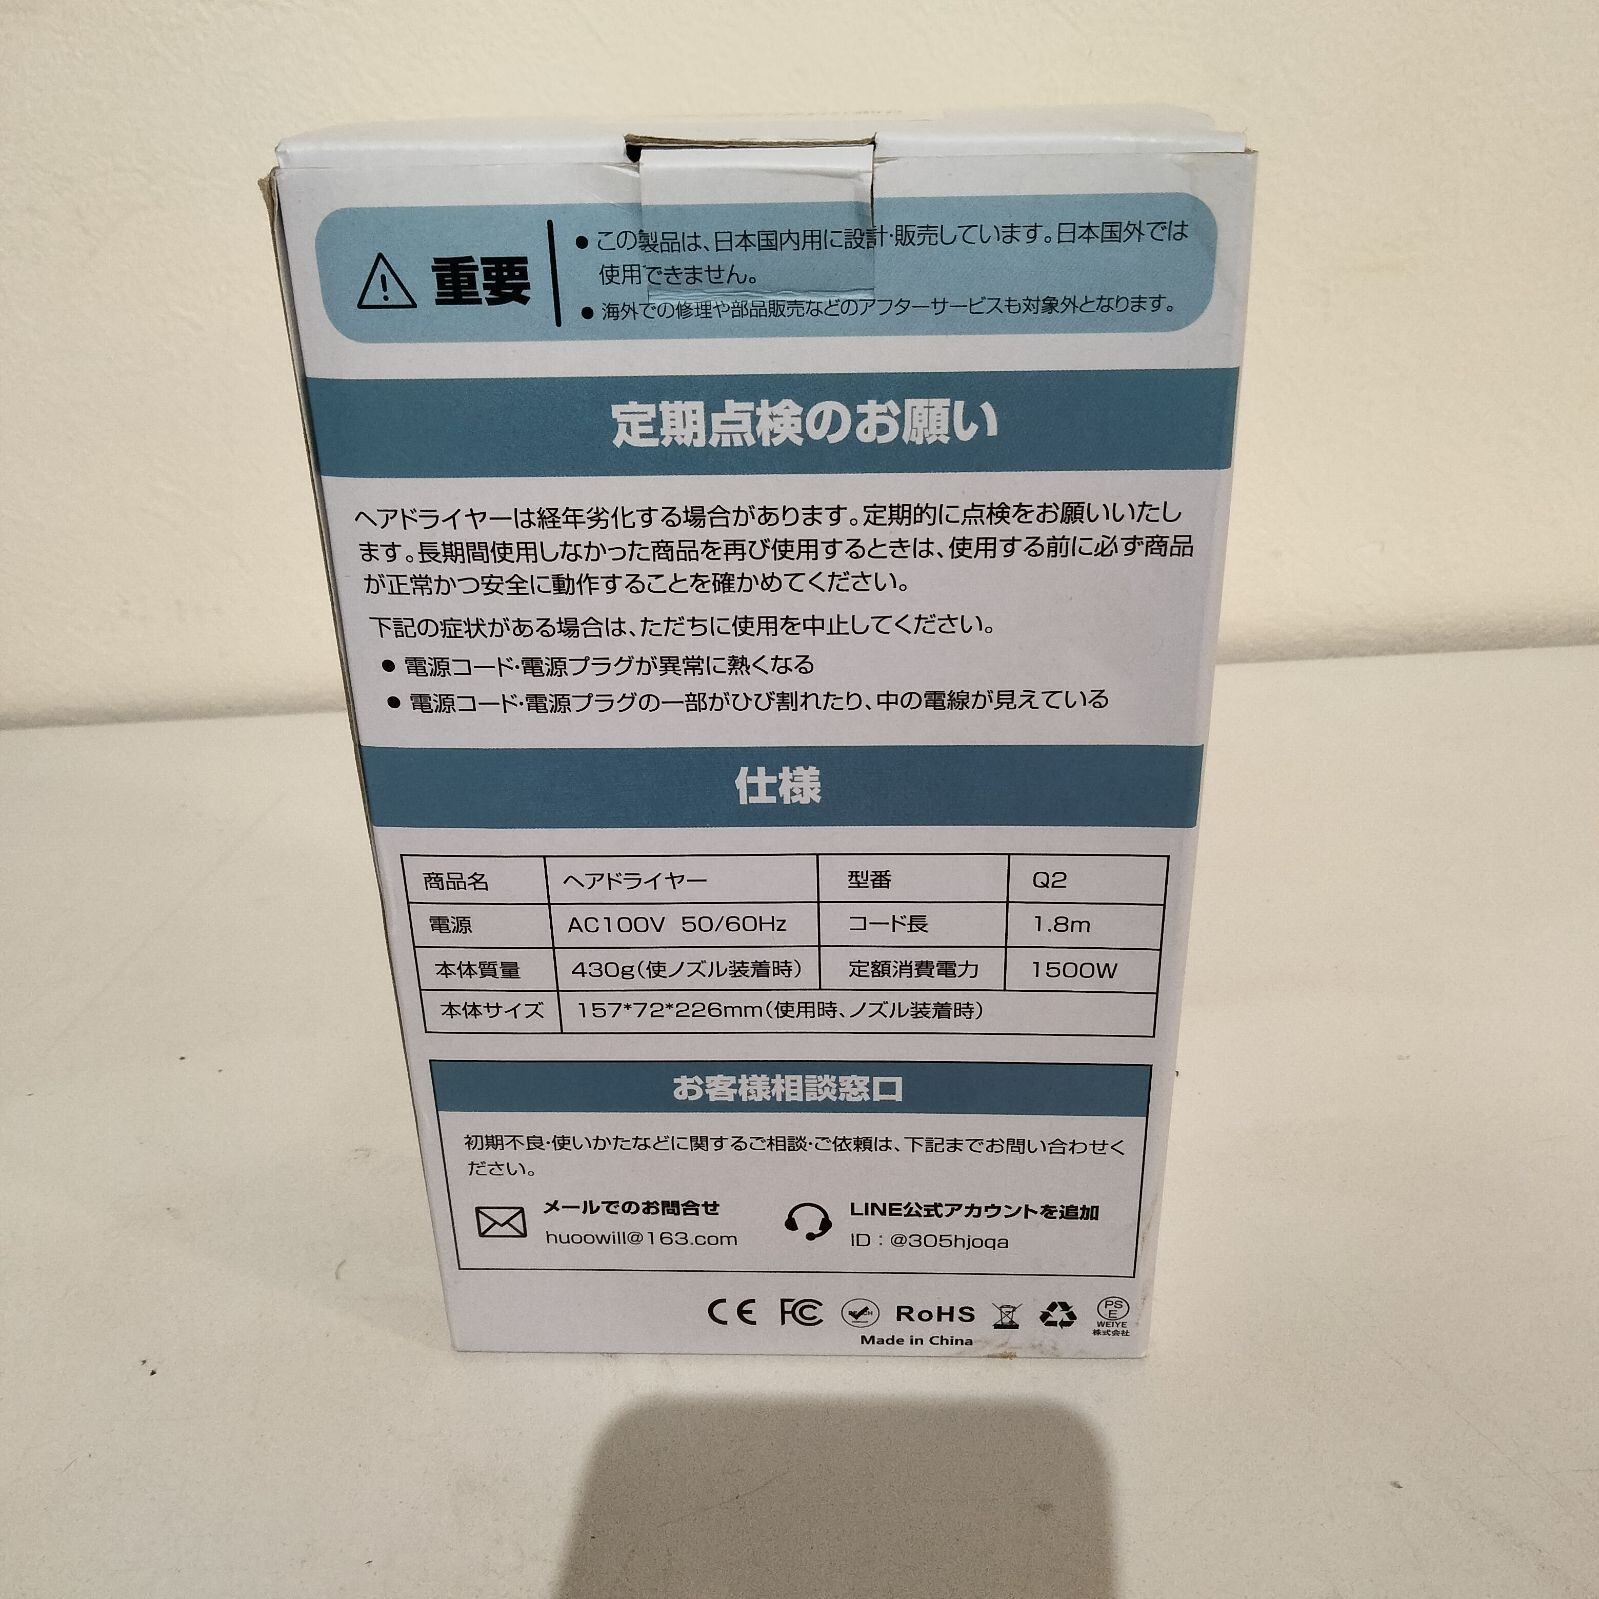 重要
●この製品は、日本国内用に設計・販売しています。日本国外では
使用できません。
●海外での修理や部品販売などのアフターサービスも対象外となります。
定期点検のお願い
ヘアドライヤーは経年劣化する場合があります。定期的に点検をお願いいたし
ます。長期間使用しなかった商品を再び使用するときは、使用する前に必ず商品
が正常かつ安全に動作することを確かめてください。
下記の症状がある場合は、ただちに使用を中止してください。
●電源コード・電源プラグが異常に熱くなる
●電源コード・電源プラグの一部がひび割れたり、中の電線が見えている
仕様
商品名 ヘアドライヤー 型番 Q2
電源 AC100V 50/60Hz コード長 1.8m
本体質量 430g(使ノズル装着時) 定額消費電力 1500W
本体サイズ 157*72*226mm(使用時、ノズル装着時)
お客様相談窓口
初期不良・使いかたなどに関するご相談・ご依頼は、下記までお問い合わせく
ださい。
メールでのお問合せ
huoowill@163.com
LINE公式アカウントを追加
ID：@305hjoqa
CE FC RoHS PSE
WEIYE
株式会社
Made in China